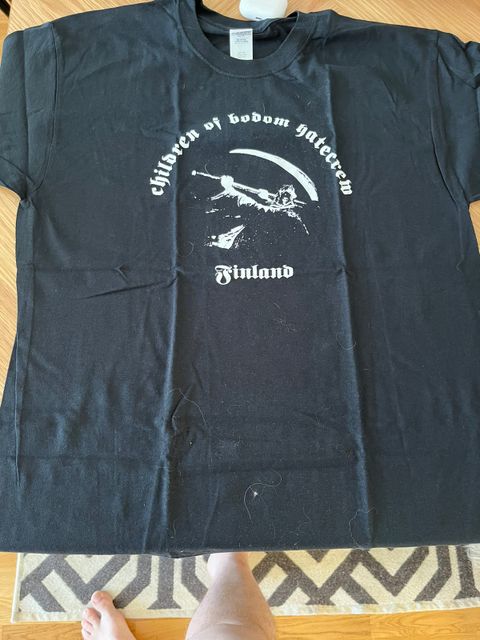 children of bodom hatecrew
Finland